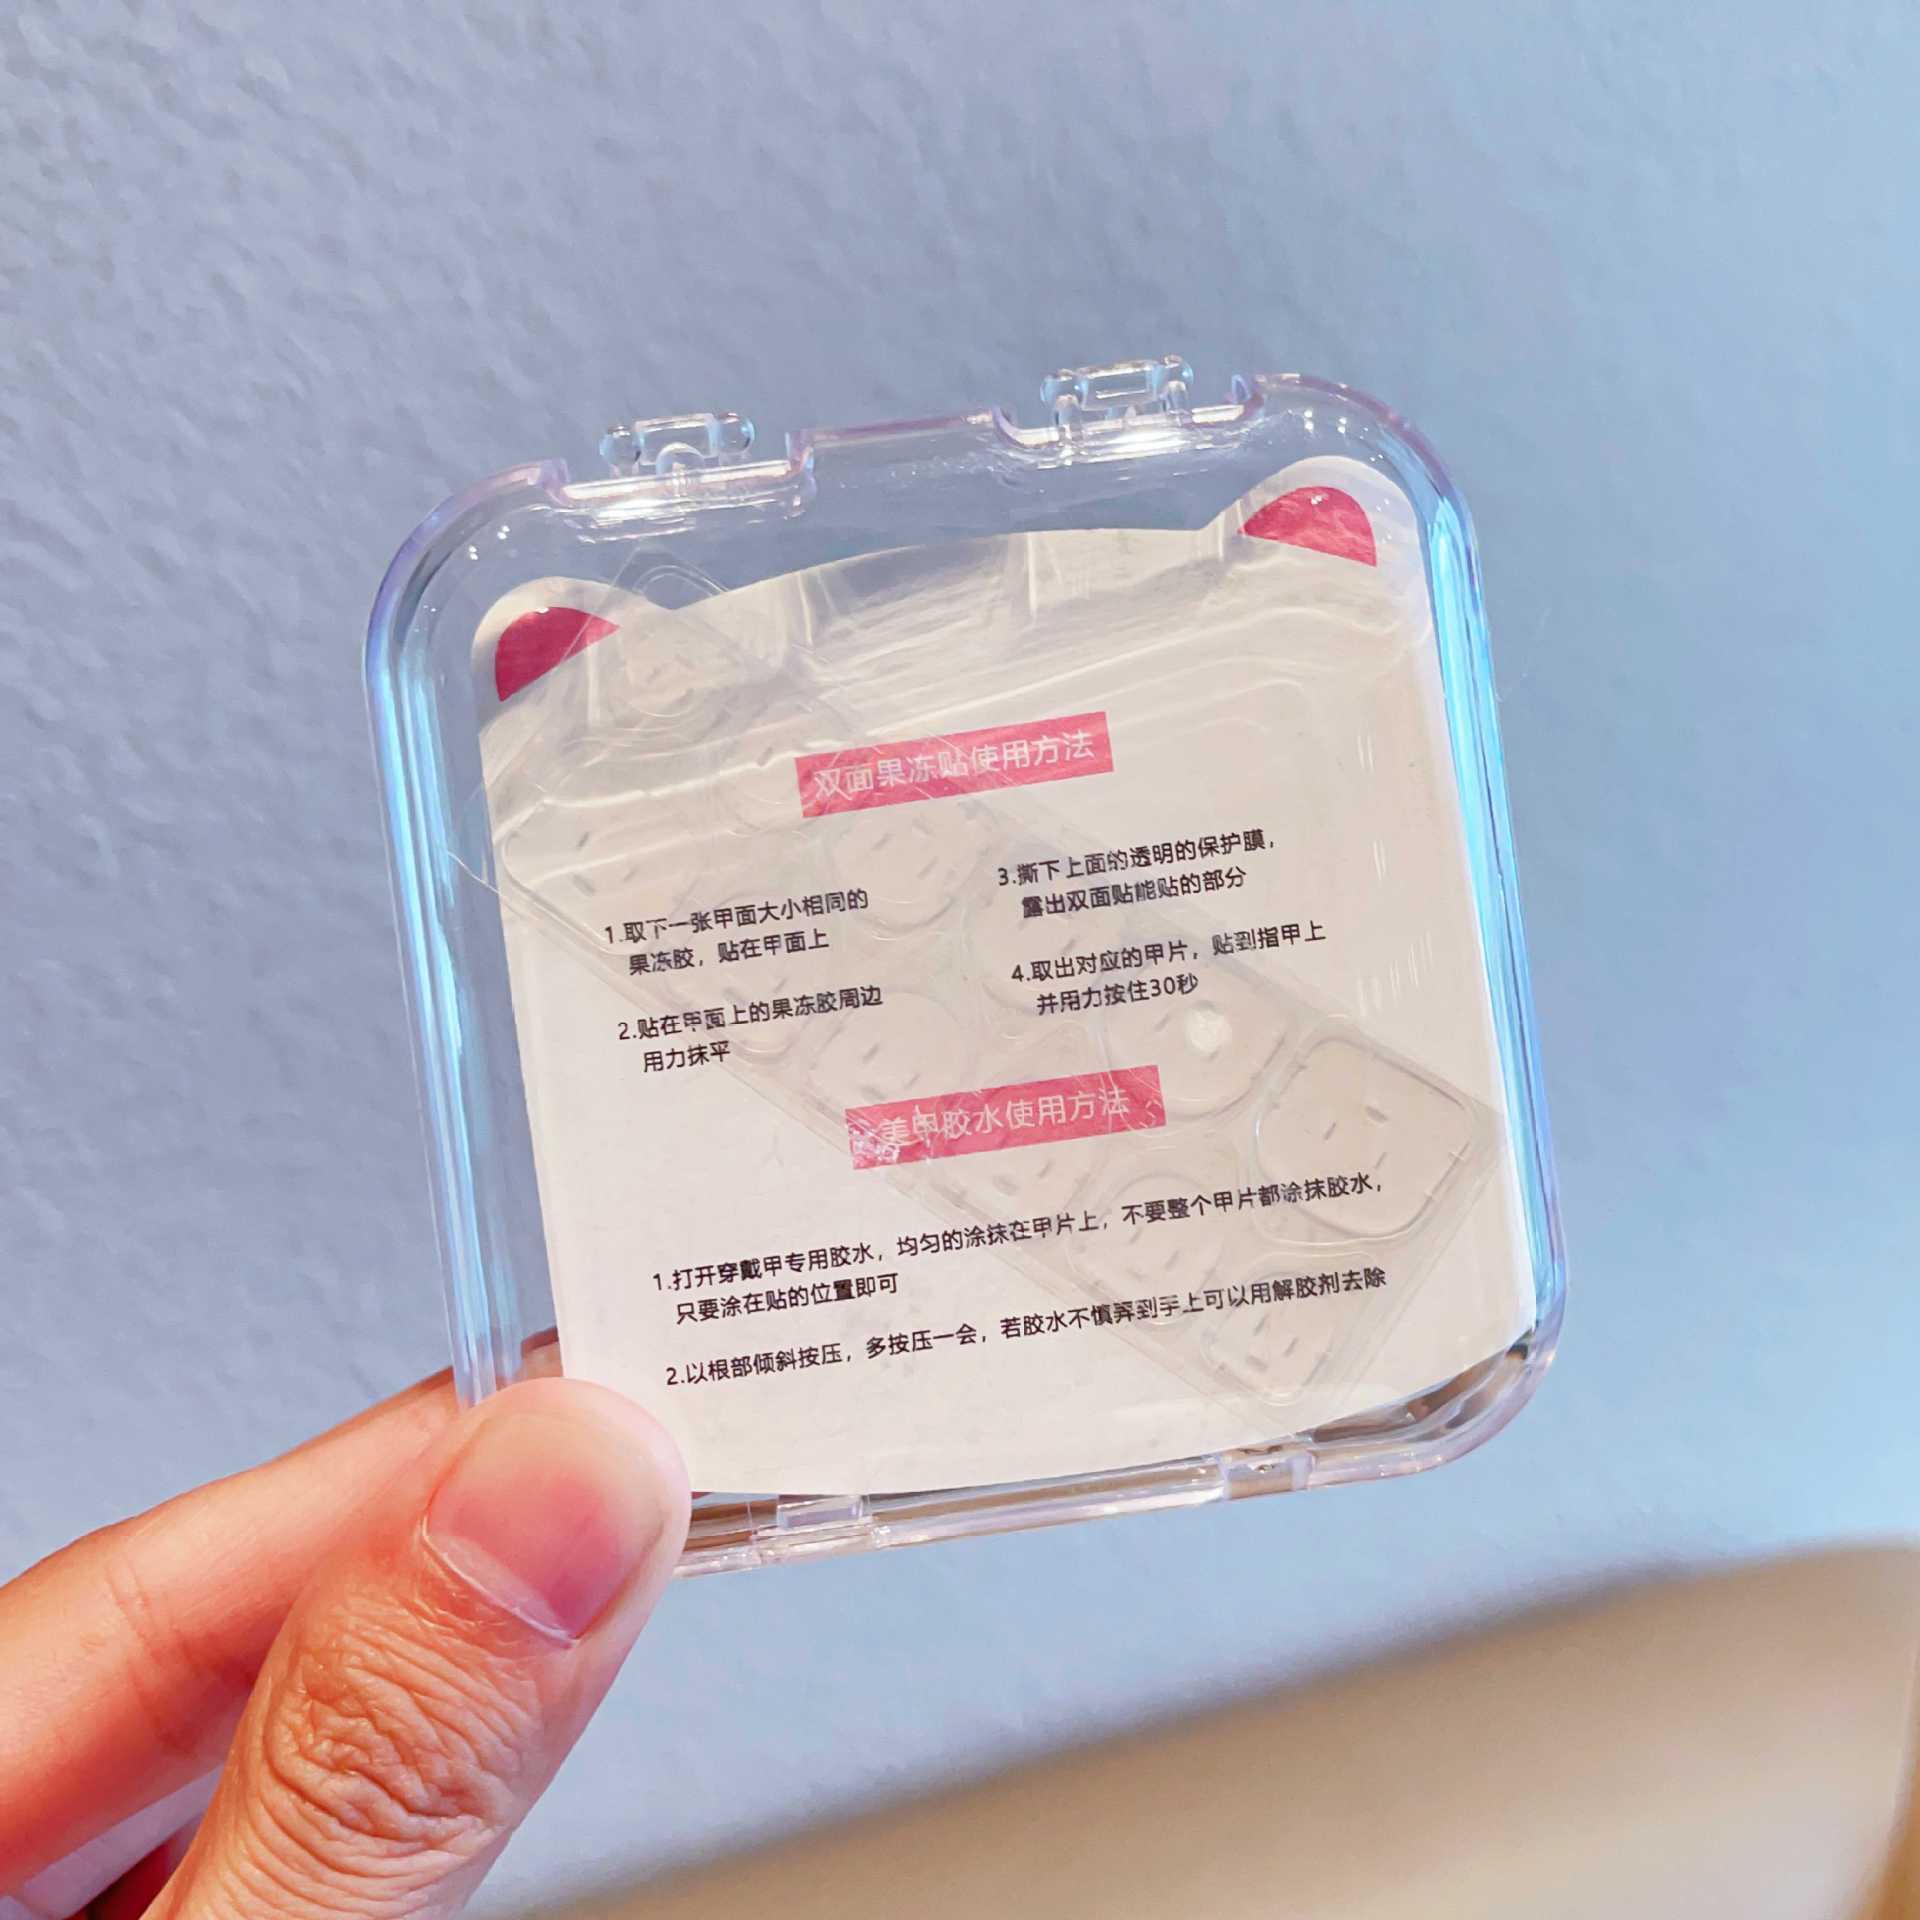 双面果冻贴使用方法
1.取下一张甲面大小相同的
果冻胶，贴在甲面上
2.贴在甲面上的果冻胶周边
用力抹平
3.撕下上面的透明的保护膜，
露出双面贴能贴的部分
4.取出对应的甲片，贴到指甲上
并用力按住30秒
美甲胶水使用方法
1.打开穿戴甲专用胶水，均匀的涂抹在甲片上，不要整个甲片都涂抹胶水，
只要涂在贴的位置即可
2.以根部倾斜按压，多按压一会，若胶水不慎弄到手上可以用解胶剂去除